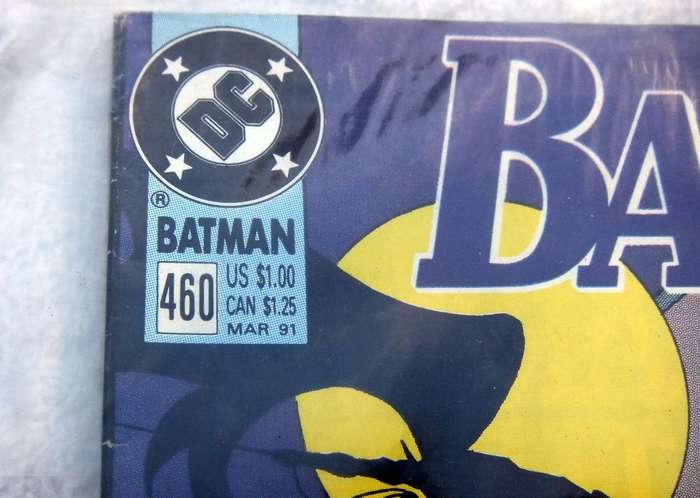 DC
®
BATMAN
460
US $1.00
CAN $1.25
MAR 91
BA